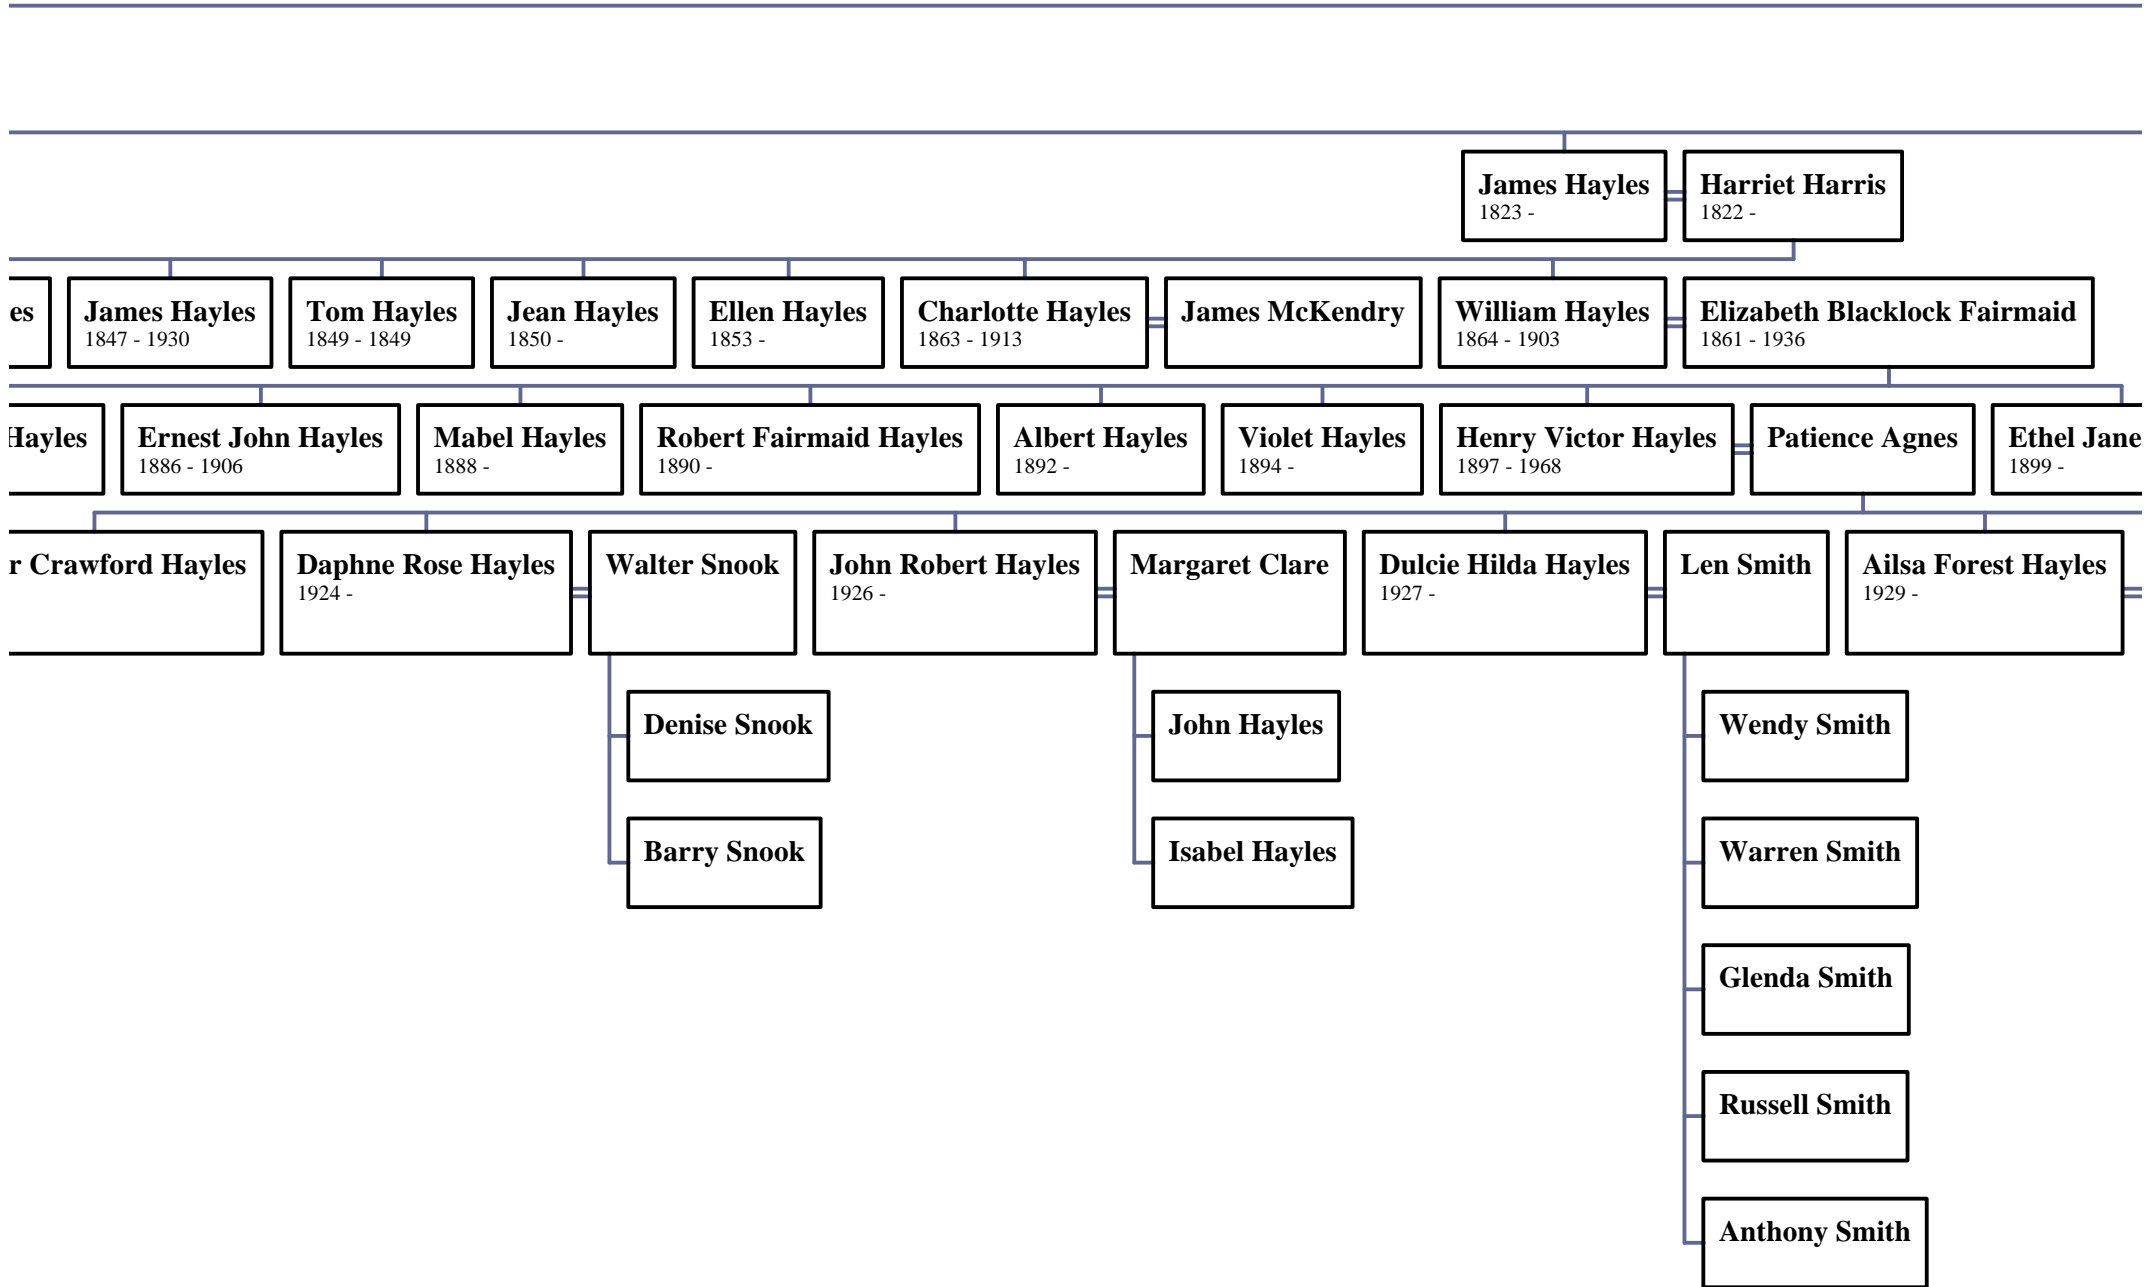 James Hayles
1823 -
Harriet Harris
1822 -
es
James Hayles
1847 - 1930
Tom Hayles
1849 - 1849
Jean Hayles
1850 -
Ellen Hayles
1853 -
Charlotte Hayles
1863 - 1913
James McKendry
William Hayles
1864 - 1903
Elizabeth Blacklock Fairmaid
1861 - 1936
Hayles
Ernest John Hayles
1886 - 1906
Mabel Hayles
1888 -
Robert Fairmaid Hayles
1890 -
Albert Hayles
1892 -
Violet Hayles
1894 -
Henry Victor Hayles
1897 - 1968
Patience Agnes
Ethel Jane
1899 -
r Crawford Hayles
Daphne Rose Hayles
1924 -
Walter Snook
John Robert Hayles
1926 -
Margaret Clare
Dulcie Hilda Hayles
1927 -
Len Smith
Ailsa Forest Hayles
1929 -
Denise Snook
John Hayles
Wendy Smith
Barry Snook
Isabel Hayles
Warren Smith
Glenda Smith
Russell Smith
Anthony Smith